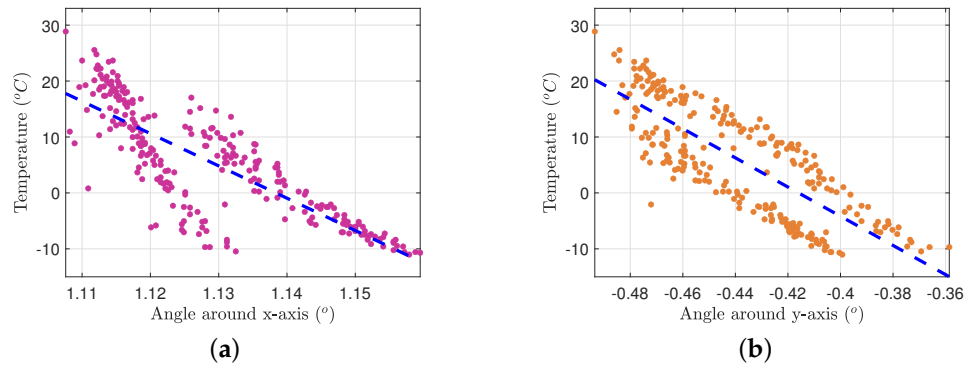 30
20
10
0
-10
Temperature (°C)
1.11 1.12 1.13 1.14 1.15
Angle around x-axis (°)
(a)
30
20
10
0
-10
Temperature (°C)
-0.48 -0.46 -0.44 -0.42 -0.4 -0.38 -0.36
Angle around y-axis (°)
(b)